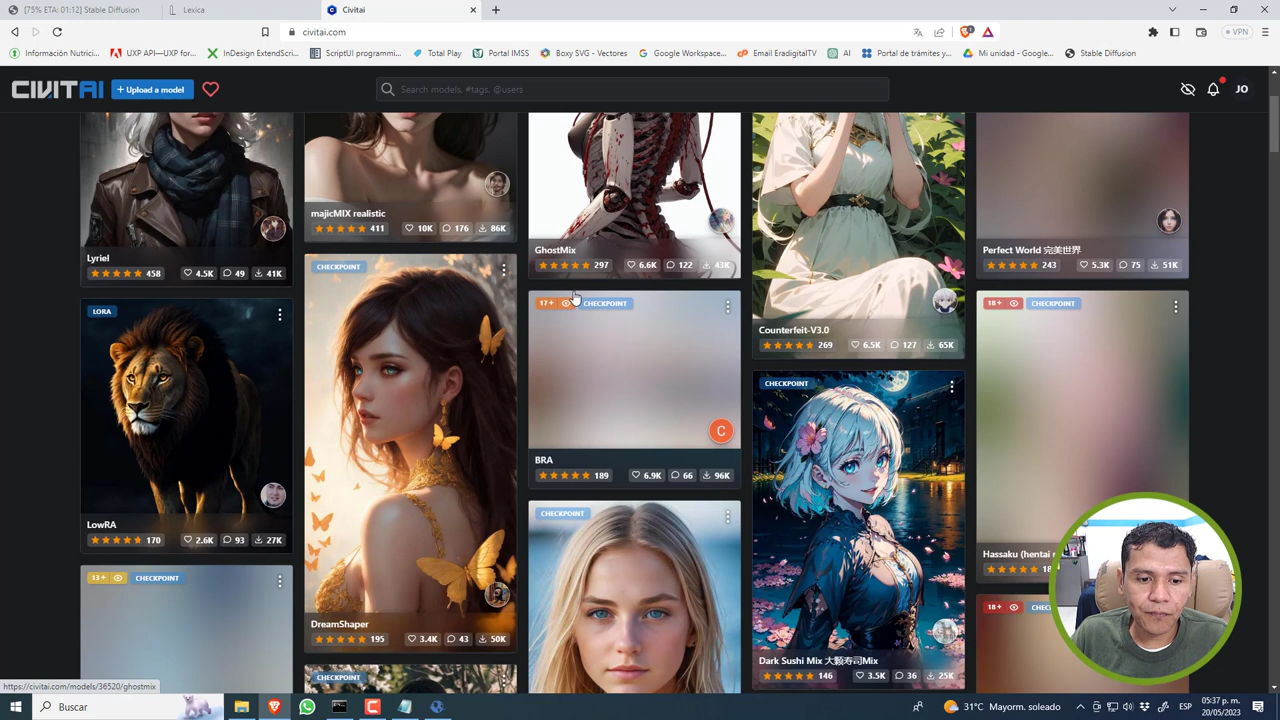 [75% ETA: 01:12] Stable Diffusion
Lexica
Civitai
civitai.com
VPN
Información Nutrici...
UXP API—UXP for...
InDesign ExtendScr...
ScriptUI programmi...
Total Play
Portal IMSS
Boxy SVG - Vectores
Google Workspace...
Email EradigitalTV
AI
Portal de trámites y...
Mi unidad - Google...
Stable Diffusion
CIVITAI
+ Upload a model
Search models, #tags, @users
JO
Lyriel
458
4.5K
49
41K
majicMIX realistic
411
10K
176
86K
GhostMix
297
6.6K
122
43K
Counterfeit-V3.0
269
6.5K
127
65K
Perfect World 完美世界
243
5.3K
75
51K
LORA
LowRA
170
2.6K
93
27K
CHECKPOINT
DreamShaper
195
3.4K
43
50K
17+
CHECKPOINT
C
BRA
189
6.9K
66
96K
CHECKPOINT
Dark Sushi Mix 大颗寿司Mix
146
3.5K
36
25K
18+
CHECKPOINT
Hassaku (hentai
13+
CHECKPOINT
CHECKPOINT
CHECKPOINT
18+
https://civitai.com/models/36520/ghostmix
Buscar
31°C Mayorm. soleado
ESP
05:37 p. m.
20/05/2023